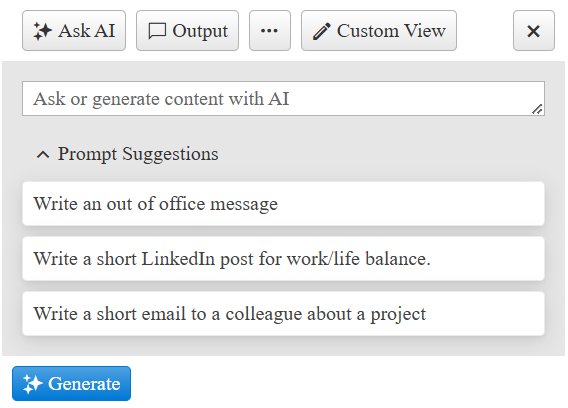 Ask AI
Output
Custom View
Ask or generate content with AI
Prompt Suggestions
Write an out of office message
Write a short LinkedIn post for work/life balance.
Write a short email to a colleague about a project
Generate